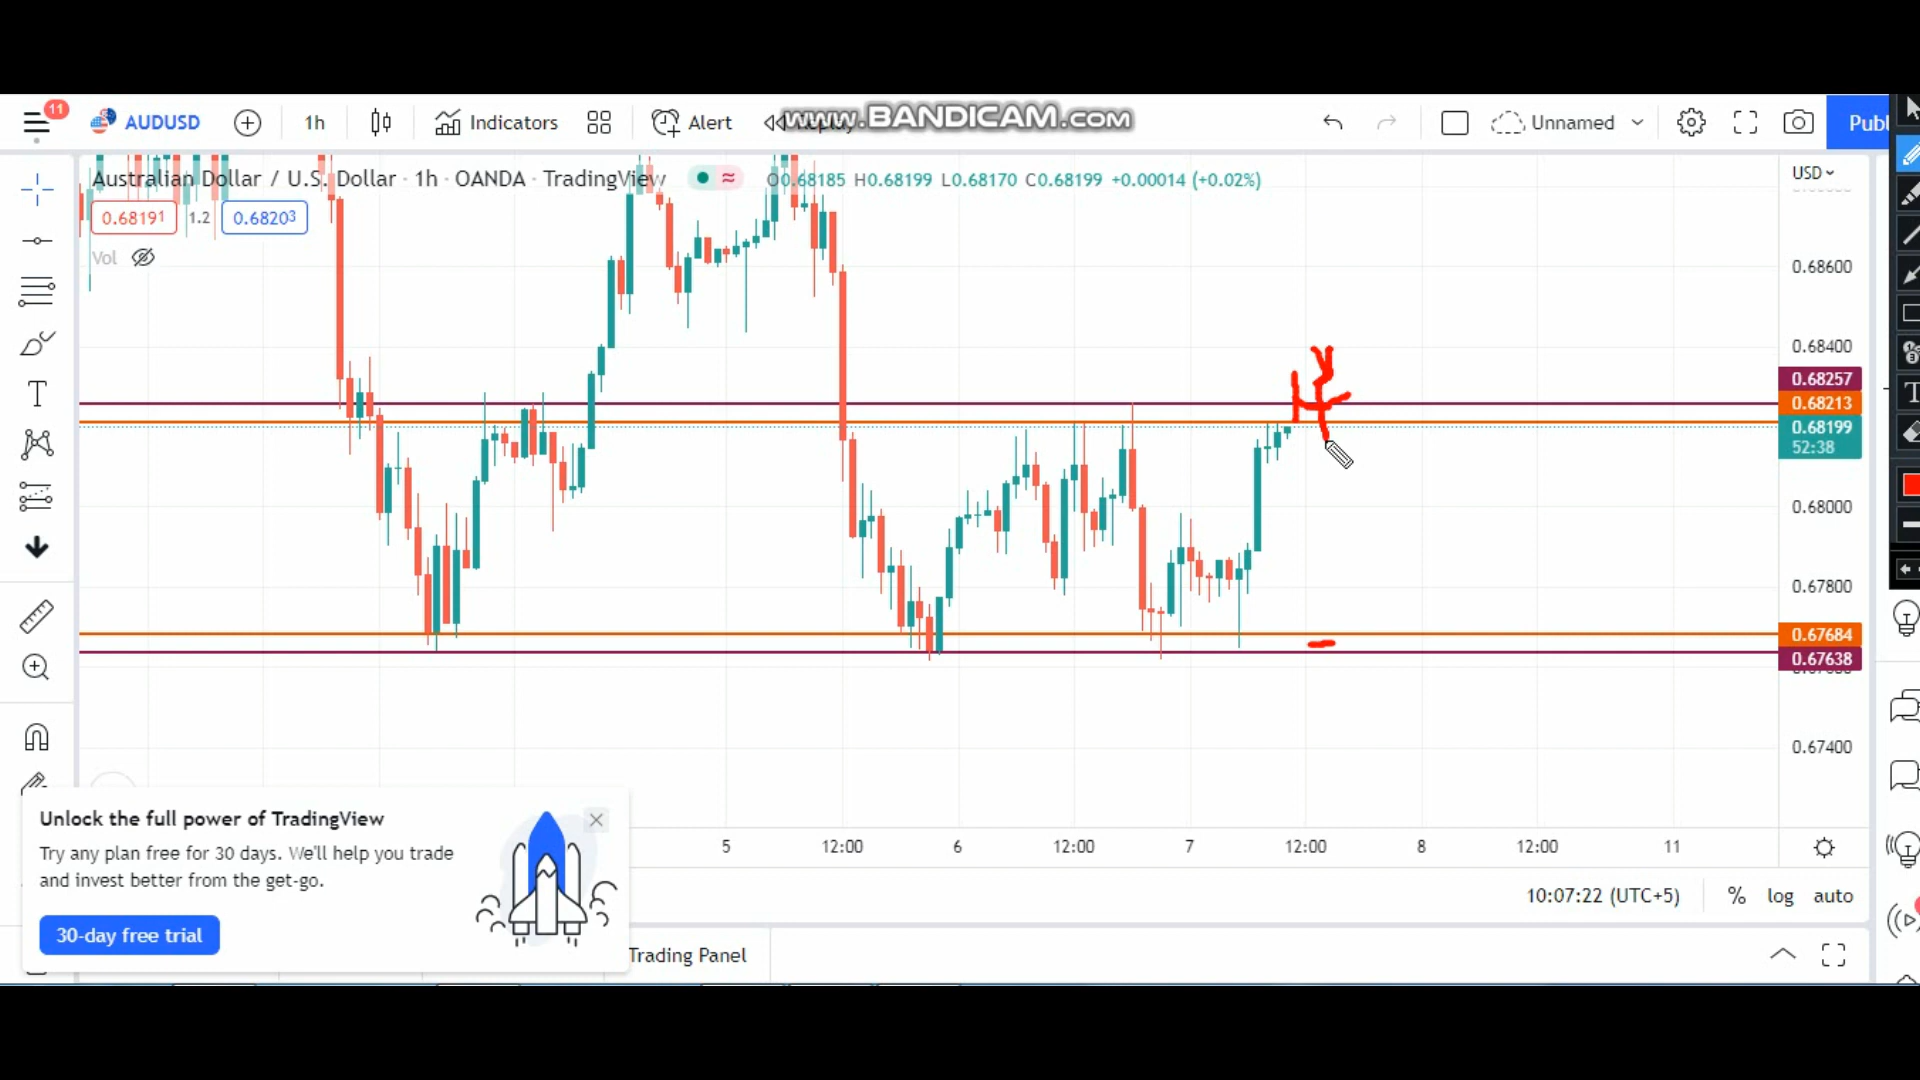 www.BANDICAM.com
11
AUDUSD
1h
Indicators
Alert
Unnamed
Publ
Australian Dollar / U.S. Dollar · 1h · OANDA · TradingView
O0.68185 H0.68199 L0.68170 C0.68199 +0.00014 (+0.02%)
USD
0.68191
1.2
0.68203
Vol
0.68600
0.68400
0.68257
0.68213
0.68199
52:38
0.68000
0.67800
0.67684
0.67638
0.67400
Unlock the full power of TradingView
Try any plan free for 30 days. We'll help you trade
and invest better from the get-go.
30-day free trial
5
12:00
6
12:00
7
12:00
8
12:00
11
10:07:22 (UTC+5)
%
log
auto
Trading Panel